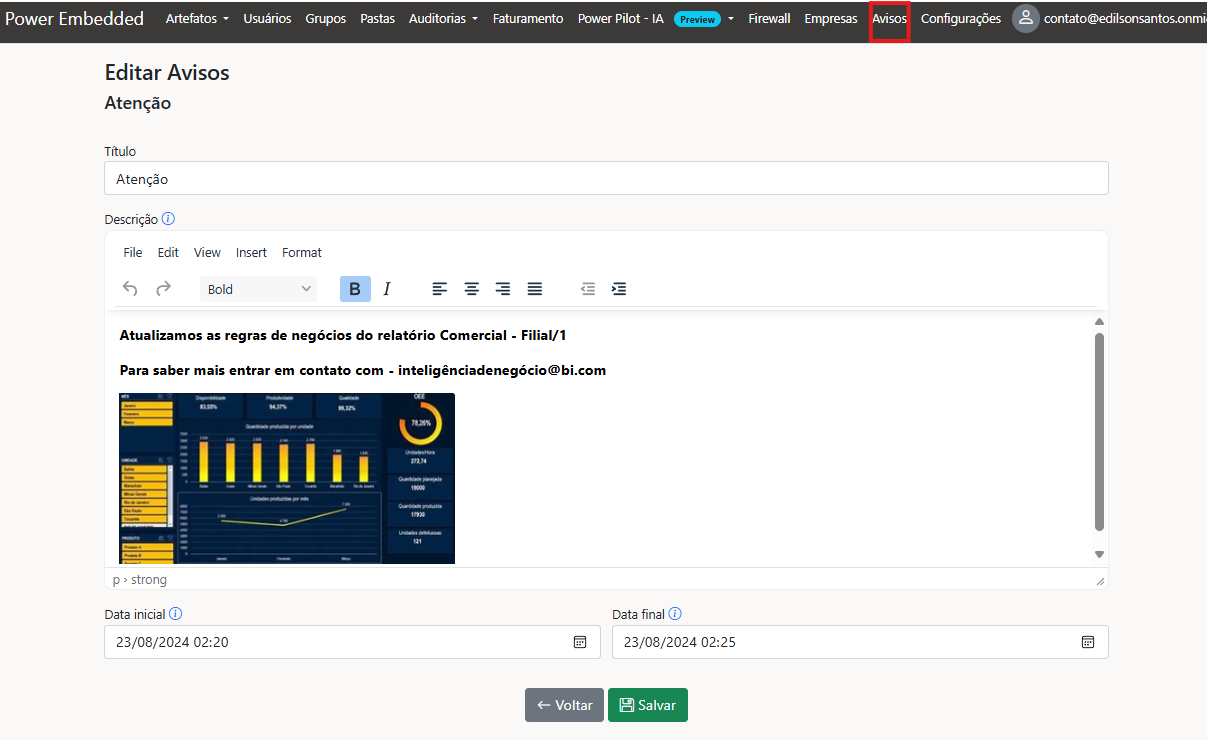 Power Embedded Artefatos Usuários Grupos Pastas Auditorias Faturamento Power Pilot - IA Preview Firewall Empresas Avisos Configurações contato@edilsonsantos.onmi
Editar Avisos
Atenção
Título
Atenção
Descrição
File Edit View Insert Format
Bold B I
Atualizamos as regras de negócios do relatório Comercial - Filial/1
Para saber mais entrar em contato com - inteligênciadenegócio@bi.com
Disponibilidade Produtividade Qualidade OEE
83,55% 94,37% 99,32%
78,26%
Quantidade produzida por unidade
Unidades/Hora
272,74
Quantidade planejada
19000
Unidades produzidas por mês
Quantidade produzida
17930
Unidades defeituosas
121
p › strong
Data inicial Data final
23/08/2024 02:20 23/08/2024 02:25
Voltar Salvar